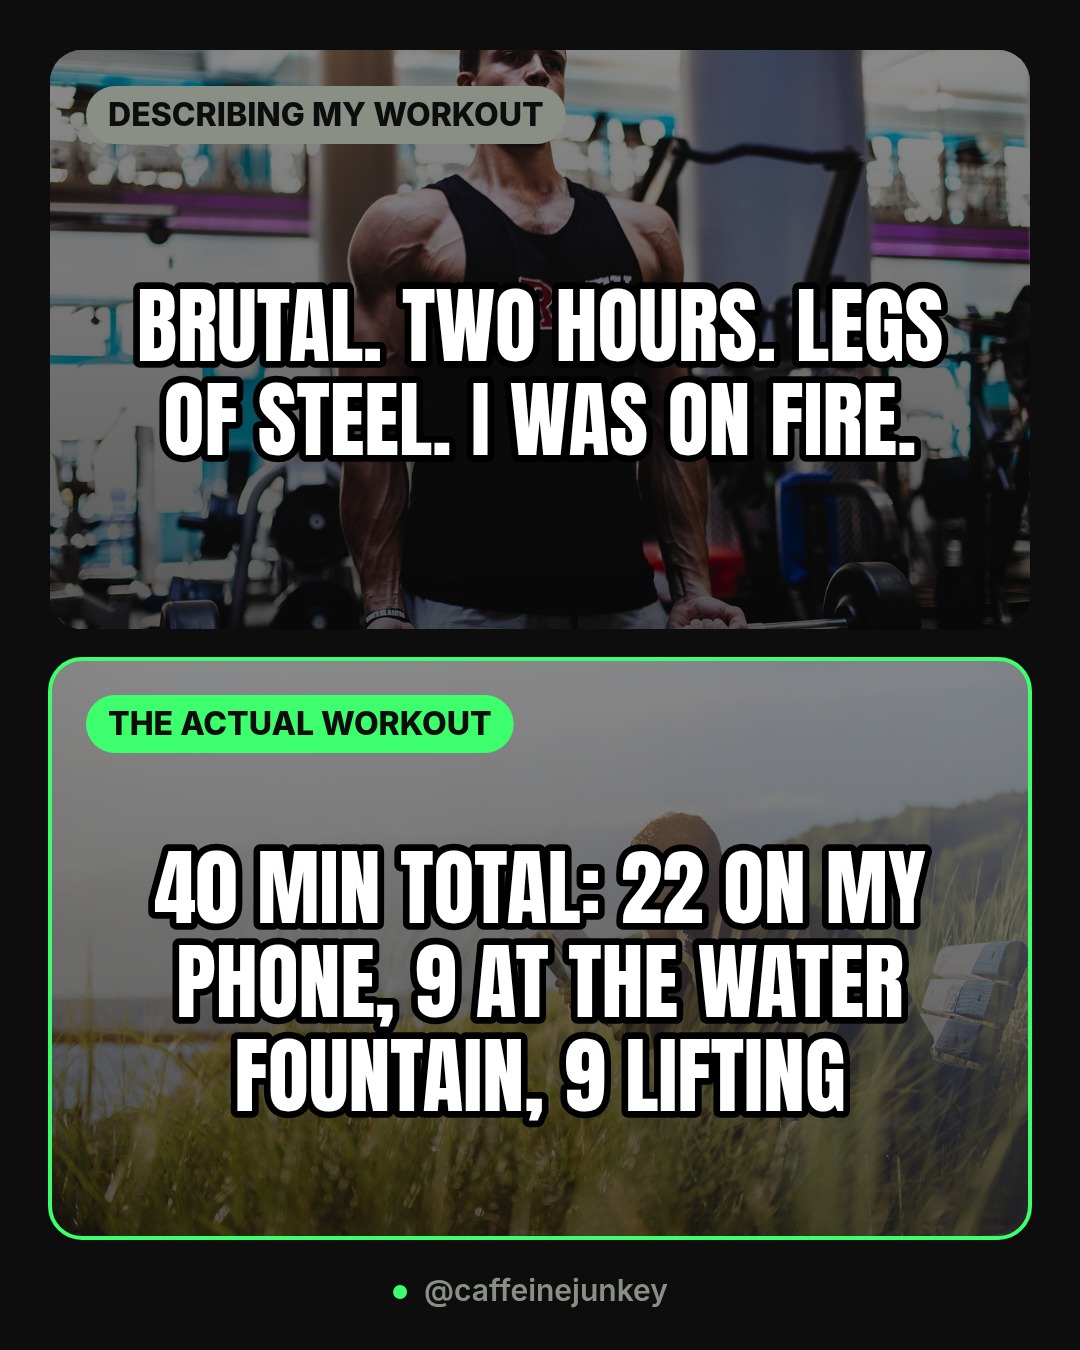 DESCRIBING MY WORKOUT
BRUTAL. TWO HOURS. LEGS
OF STEEL. I WAS ON FIRE.
THE ACTUAL WORKOUT
40 MIN TOTAL: 22 ON MY
PHONE, 9 AT THE WATER
FOUNTAIN, 9 LIFTING
@caffeinejunkey